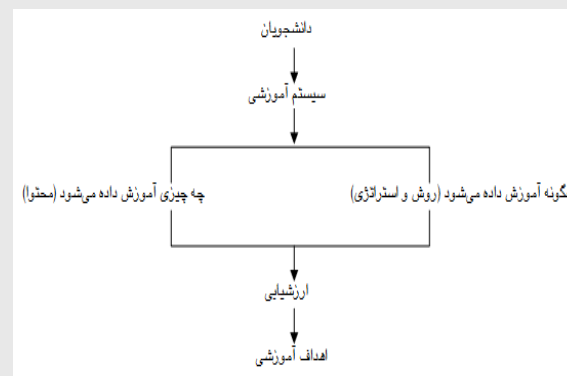 دانشجویان
سیستم آموزشی
گونه آموزش داده می‌شود (روش و استراتژی)
چه چیزی آموزش داده می‌شود (محتوا)
ارزشیابی
اهداف آموزشی